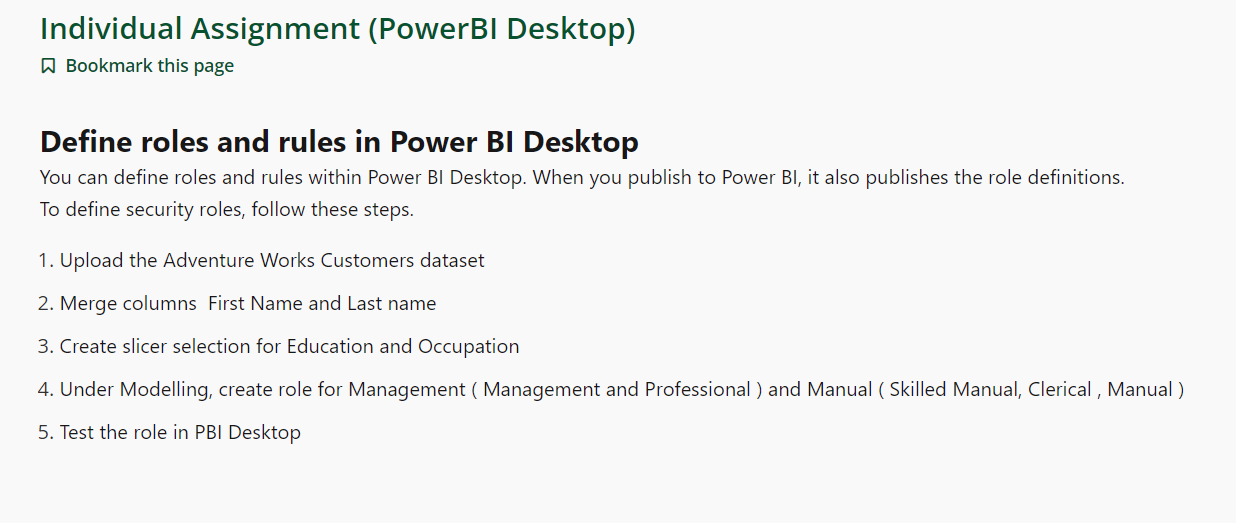 Individual Assignment (PowerBI Desktop)
Bookmark this page
Define roles and rules in Power BI Desktop
You can define roles and rules within Power BI Desktop. When you publish to Power BI, it also publishes the role definitions.
To define security roles, follow these steps.
1. Upload the Adventure Works Customers dataset
2. Merge columns  First Name and Last name
3. Create slicer selection for Education and Occupation
4. Under Modelling, create role for Management ( Management and Professional ) and Manual ( Skilled Manual, Clerical , Manual )
5. Test the role in PBI Desktop